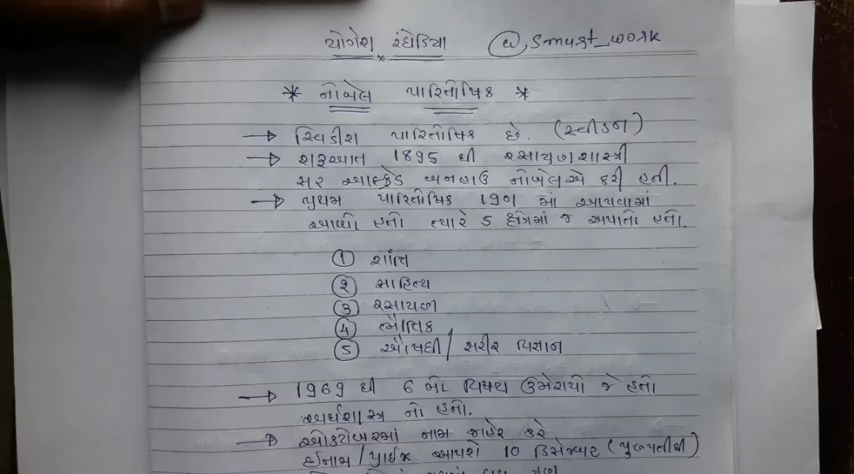 યોગેશ રંઘેડિયા @smart_work
* નોબેલ પારિતોષિક *
→ સ્વિડીશ પારિતોષિક છે. (સ્વીડન)
→ શરૂઆત 1895 થી રસાયણશાસ્ત્રી
સર આલ્ફ્રેડ બર્નહાર્ડ નોબેલએ કરી હતી.
→ પ્રથમ પારિતોષિક 1901 માં આપવામાં
આવ્યો હતો ત્યારે 5 ક્ષેત્રમાં જ અપાતો હતો.
① શાંતિ
② સાહિત્ય
③ રસાયણ
④ ભૌતિક
⑤ ઔષધી / શરીર વિજ્ઞાન
→ 1969 થી 6 ઠો વિષય ઉમેરાયો જે હતો
અર્થશાસ્ત્ર નો હતો.
→ ઓક્ટોબરમાં નામ જાહેર કરે
ઈનામ / પ્રાઈઝ આપશે 10 ડિસેમ્બર (પુણ્યતીથી)